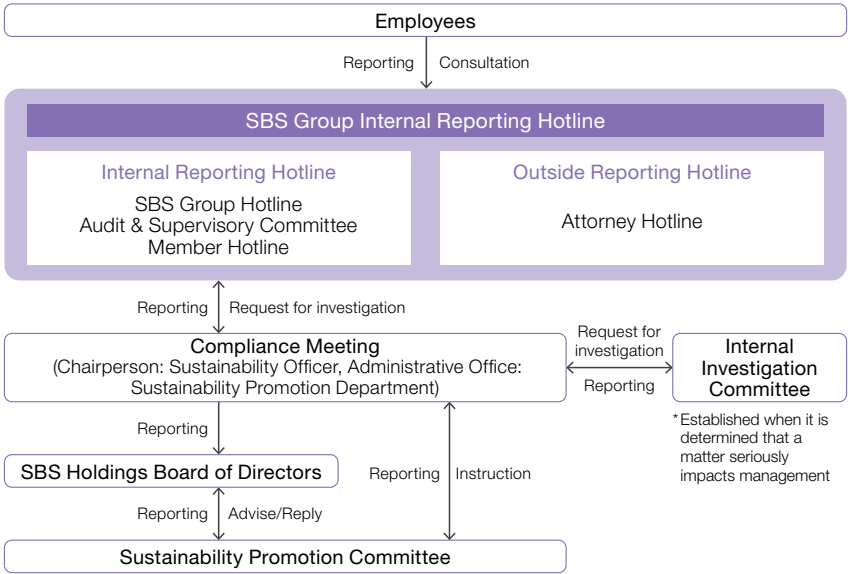 Employees
Reporting Consultation
SBS Group Internal Reporting Hotline
Internal Reporting Hotline
SBS Group Hotline
Audit & Supervisory Committee
Member Hotline
Outside Reporting Hotline
Attorney Hotline
Reporting Request for investigation
Compliance Meeting
(Chairperson: Sustainability Officer, Administrative Office:
Sustainability Promotion Department)
Request for
investigation
Reporting
Internal
Investigation
Committee
*Established when it is
determined that a
matter seriously
impacts management
Reporting
SBS Holdings Board of Directors
Reporting Instruction
Reporting Advise/Reply
Sustainability Promotion Committee